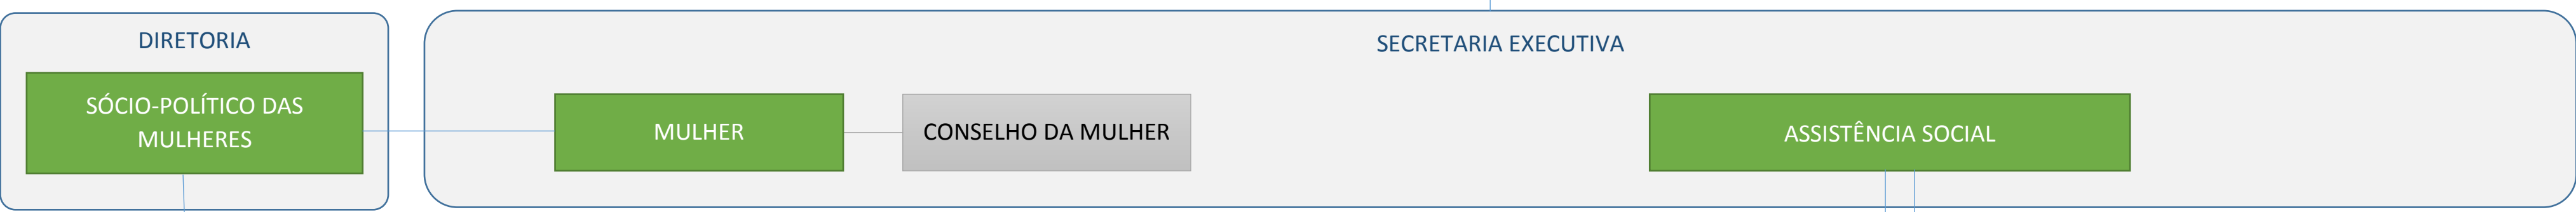 DIRETORIA
SÓCIO-POLÍTICO DAS
MULHERES
SECRETARIA EXECUTIVA
MULHER
CONSELHO DA MULHER
ASSISTÊNCIA SOCIAL